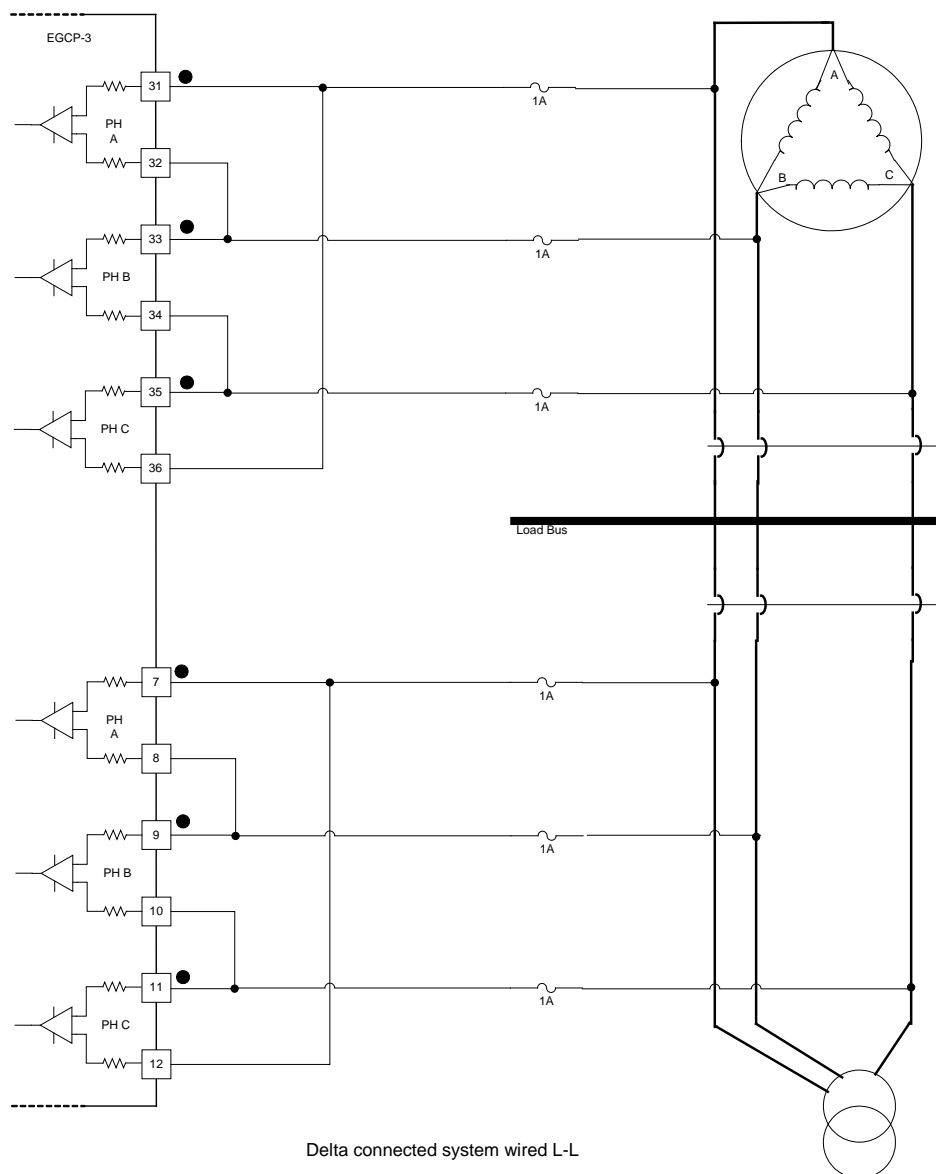 EGCP-3
A
31
1A
PH
A
32
B
C
33
1A
PH B
34
35
1A
PH C
36
Load Bus
7
1A
PH
A
8
9
1A
PH B
10
11
1A
PH C
12
Delta connected system wired L-L